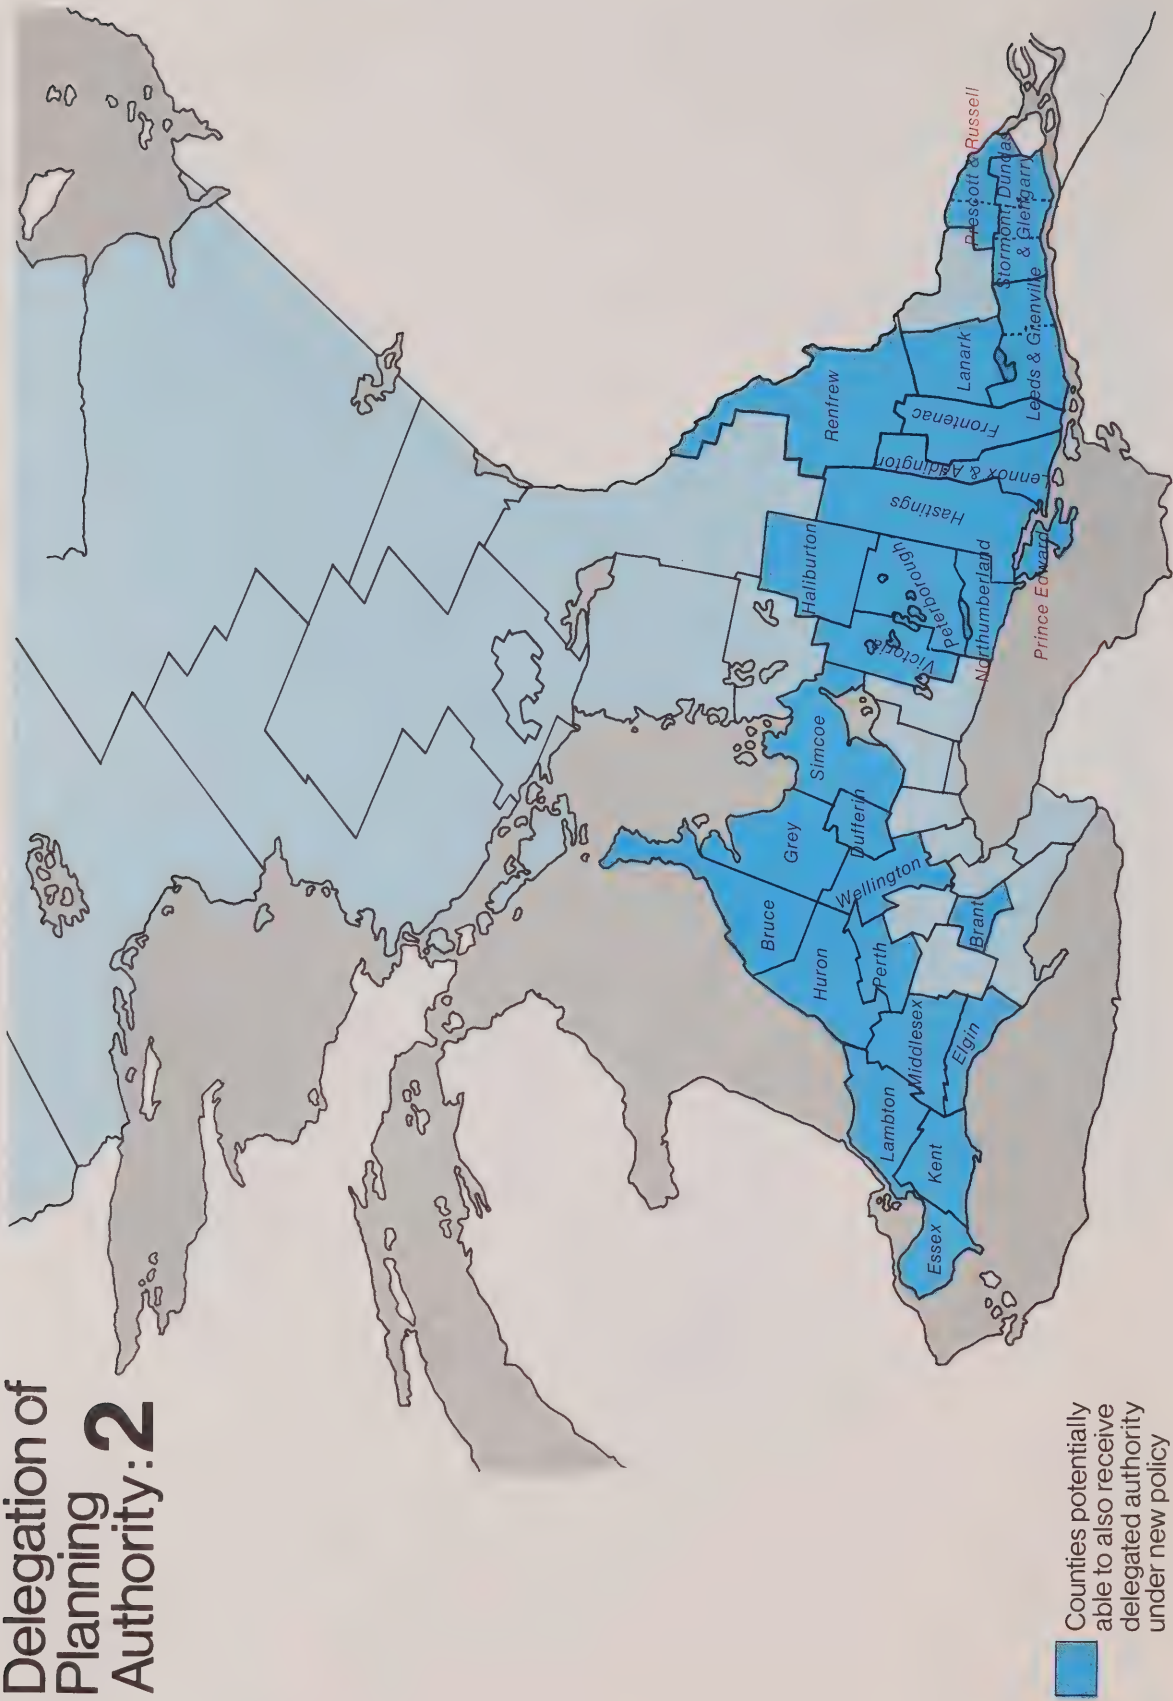 Delegation of
Planning
Authority: 2
Prescott & Russell
Stormont Dundas
& Glengarry
Leeds & Grenville
Lanark
Renfrew
Frontenac
Lennox & Addington
Hastings
Haliburton
Peterborough
Northumberland
Prince Edward
Victoria
Simcoe
Dufferin
Grey
Wellington
Bruce
Huron
Perth
Brant
Middlesex
Elgin
Lambton
Kent
Essex
Counties potentially
able to also receive
delegated authority
under new policy